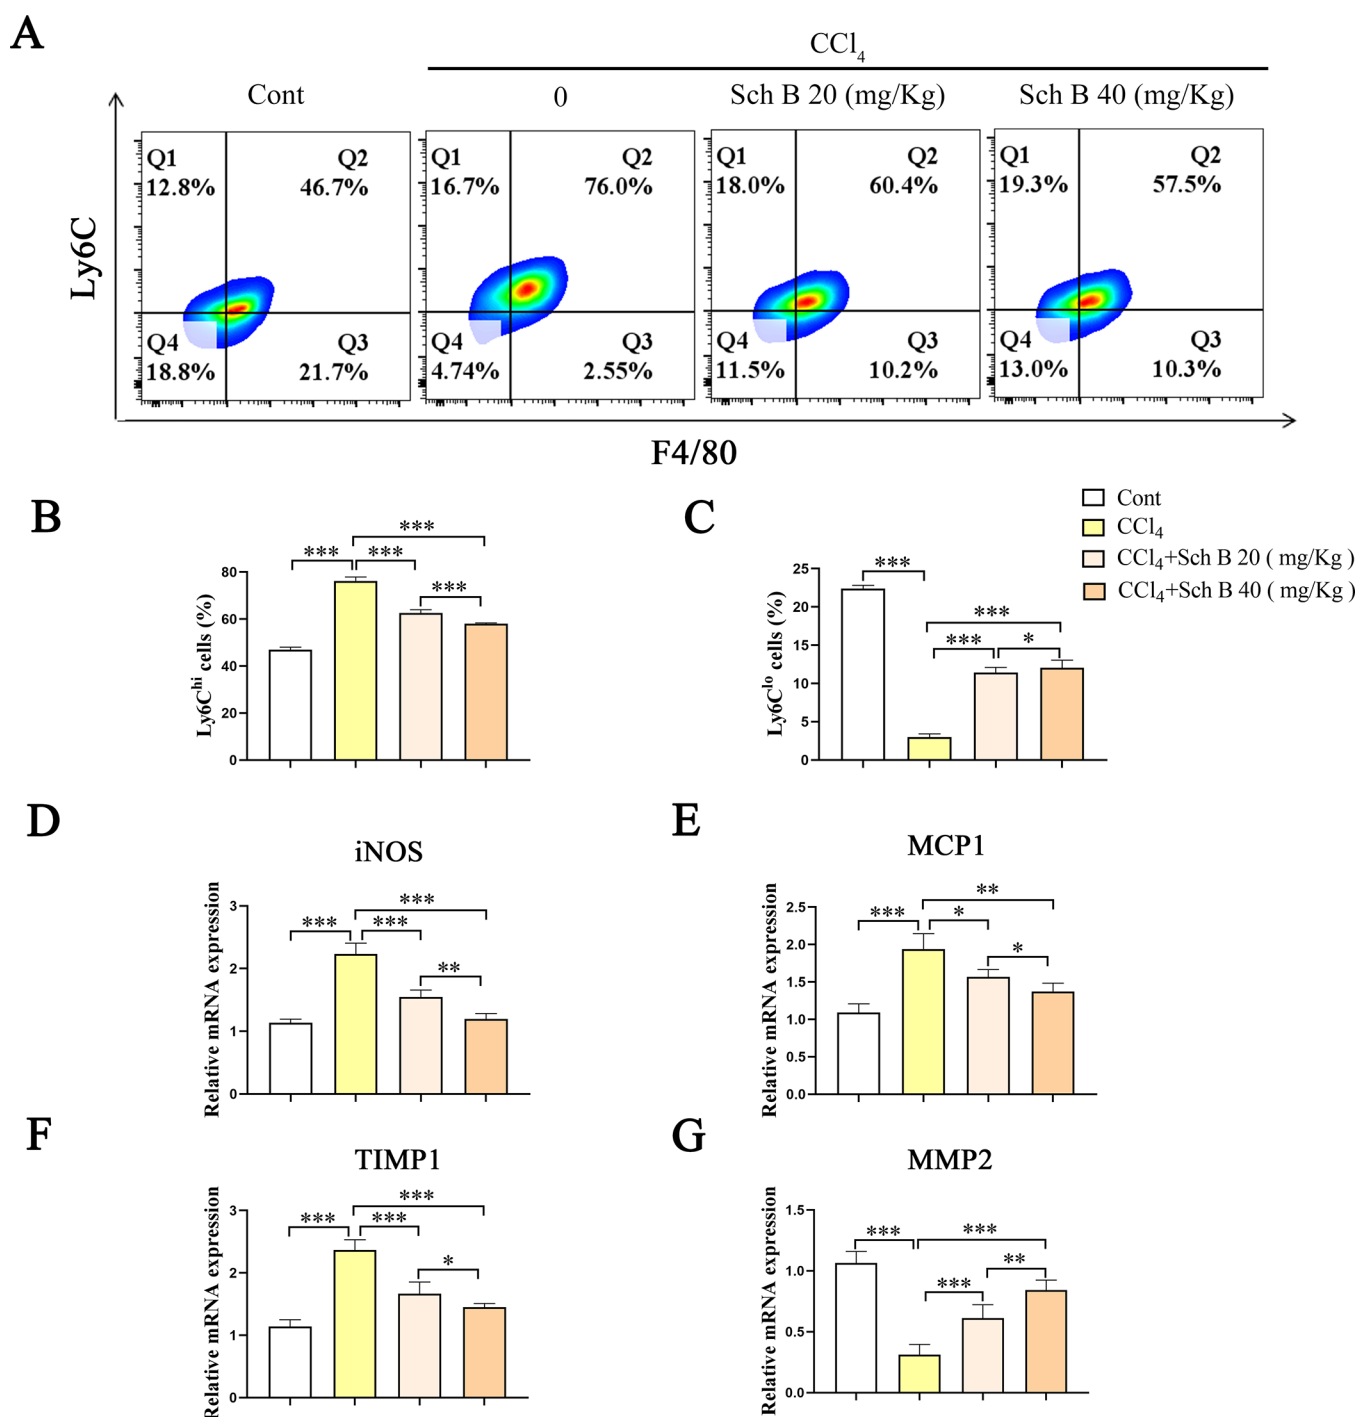 A
CCl4
Cont
0
Sch B 20 (mg/Kg)
Sch B 40 (mg/Kg)
Ly6C
Q1
12.8%
Q2
46.7%
Q4
18.8%
Q3
21.7%
Q1
16.7%
Q2
76.0%
Q4
4.74%
Q3
2.55%
Q1
18.0%
Q2
60.4%
Q4
11.5%
Q3
10.2%
Q1
19.3%
Q2
57.5%
Q4
13.0%
Q3
10.3%
F4/80
B
Ly6Chi cells (%)
80
60
40
20
0
***
***
***
***
C
Ly6Clo cells (%)
25
20
15
10
5
0
***
***
***
*
Cont
CCl4
CCl4+Sch B 20 ( mg/Kg )
CCl4+Sch B 40 ( mg/Kg )
D
iNOS
Relative mRNA expression
3
2
1
0
***
***
***
**
E
MCP1
Relative mRNA expression
2.5
2.0
1.5
1.0
0.5
0.0
**
***
*
*
F
TIMP1
Relative mRNA expression
3
2
1
0
***
***
***
*
G
MMP2
Relative mRNA expression
1.5
1.0
0.5
0.0
***
***
***
**